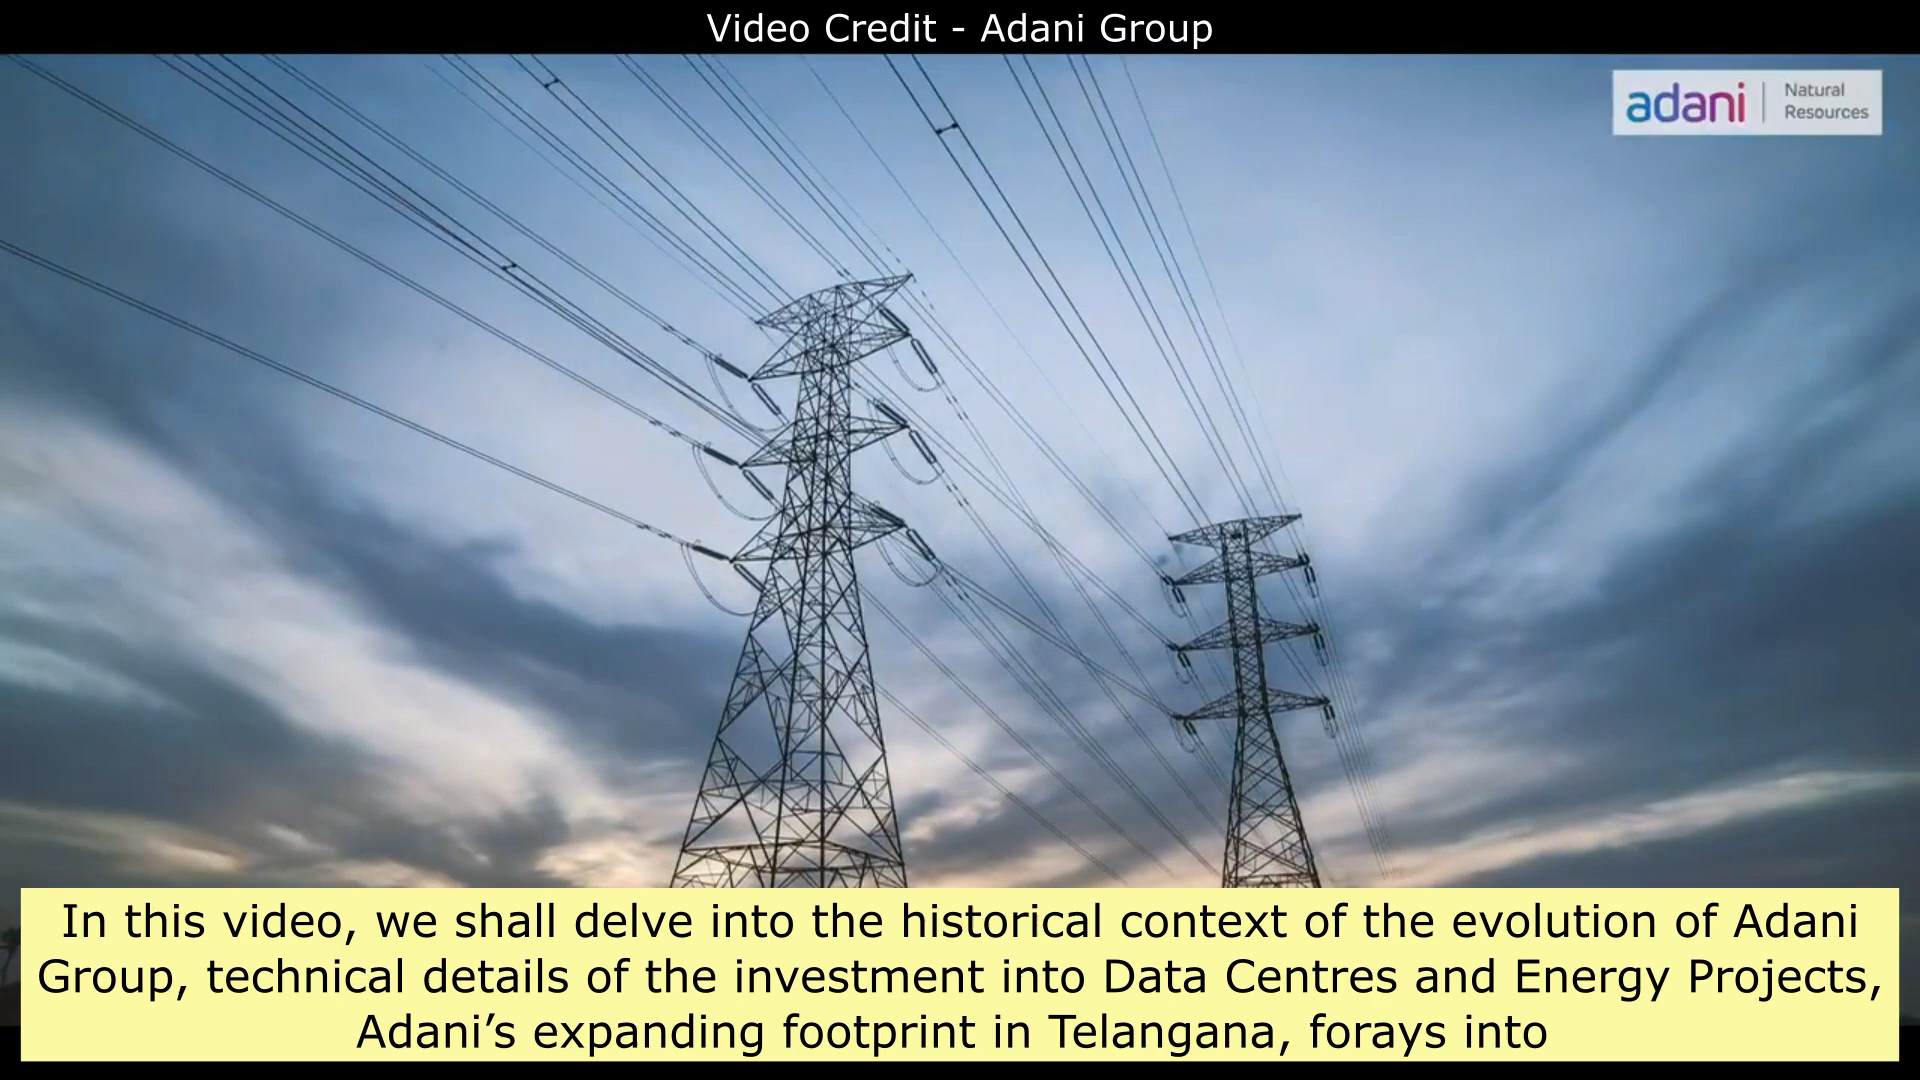 Video Credit - Adani Group
adani
Natural
Resources
In this video, we shall delve into the historical context of the evolution of Adani
Group, technical details of the investment into Data Centres and Energy Projects,
Adani’s expanding footprint in Telangana, forays into